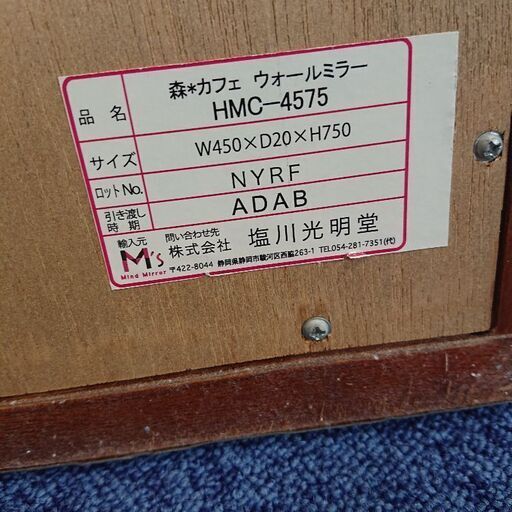 品名 森*カフェ ウォールミラー
HMC-4575
サイズ W450×D20×H750
ロットNo. NYRF
引き渡し
時期 ADAB
輸入元 問い合わせ先
M's 株式会社 塩川光明堂
Mind Mirror 〒422-8044 静岡県静岡市駿河区西脇263-1 TEL054-281-7351(代)